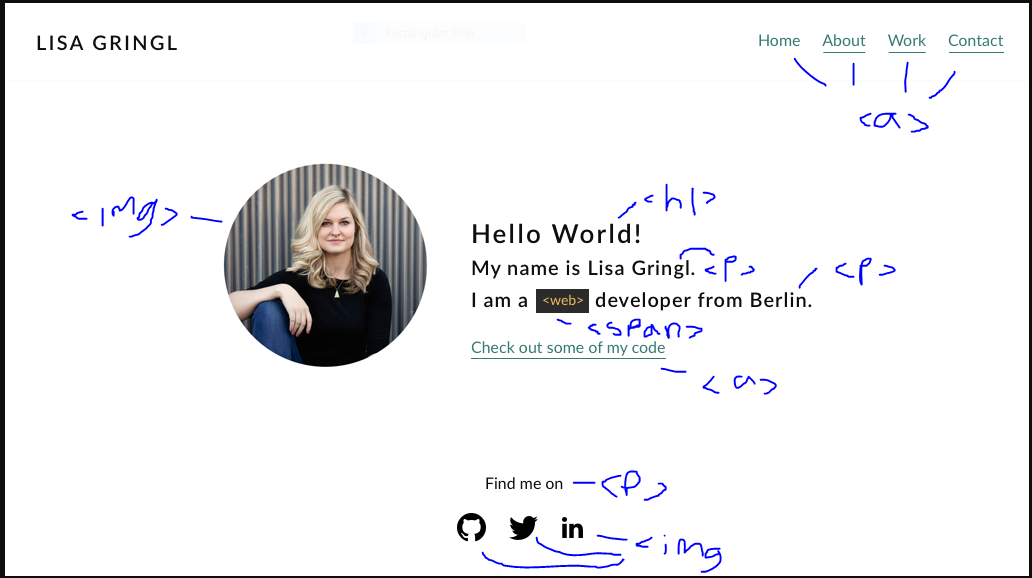 LISA GRINGL
Rectangular Snip
Home About Work Contact
<a>
<img>
<h1>
Hello World!
My name is Lisa Gringl. <p> <p>
I am a <web> developer from Berlin.
<span>
Check out some of my code
<a>
Find me on <p>
in <img